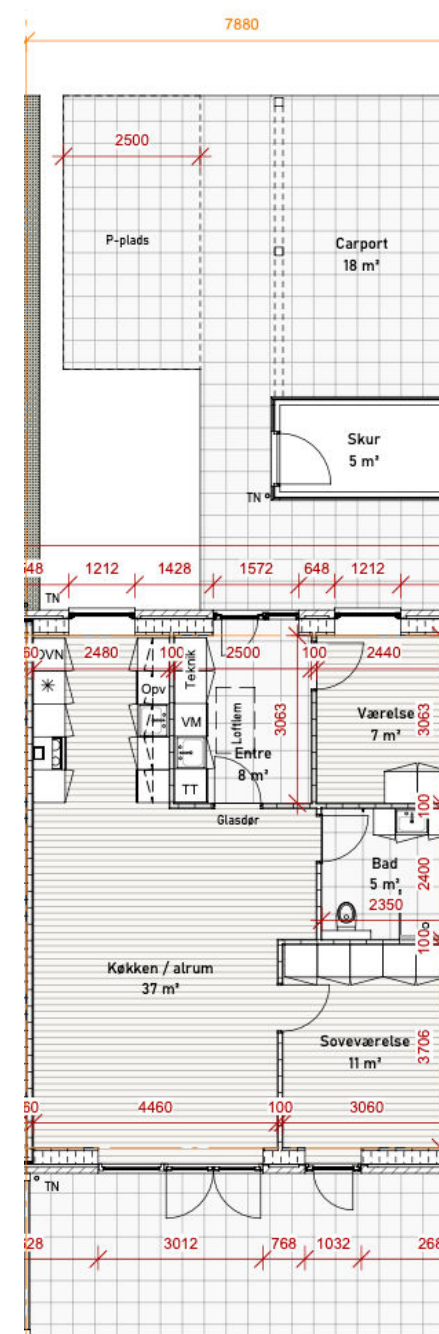 7880
2500
P-plads
Carport
18 m²
Skur
5 m²
TN
648
1212
1428
1572
648
1212
TN
60
OVN
2480
100
2500
100
2440
Teknik
Opv
VM
Loftlem
3063
Entre
8 m²
TT
Værelse
7 m²
3063
Glasdør
100
Bad
5 m²
2400
2350
100
Køkken / alrum
37 m²
Soveværelse
11 m²
3706
60
4460
100
3060
TN
628
3012
768
1032
268